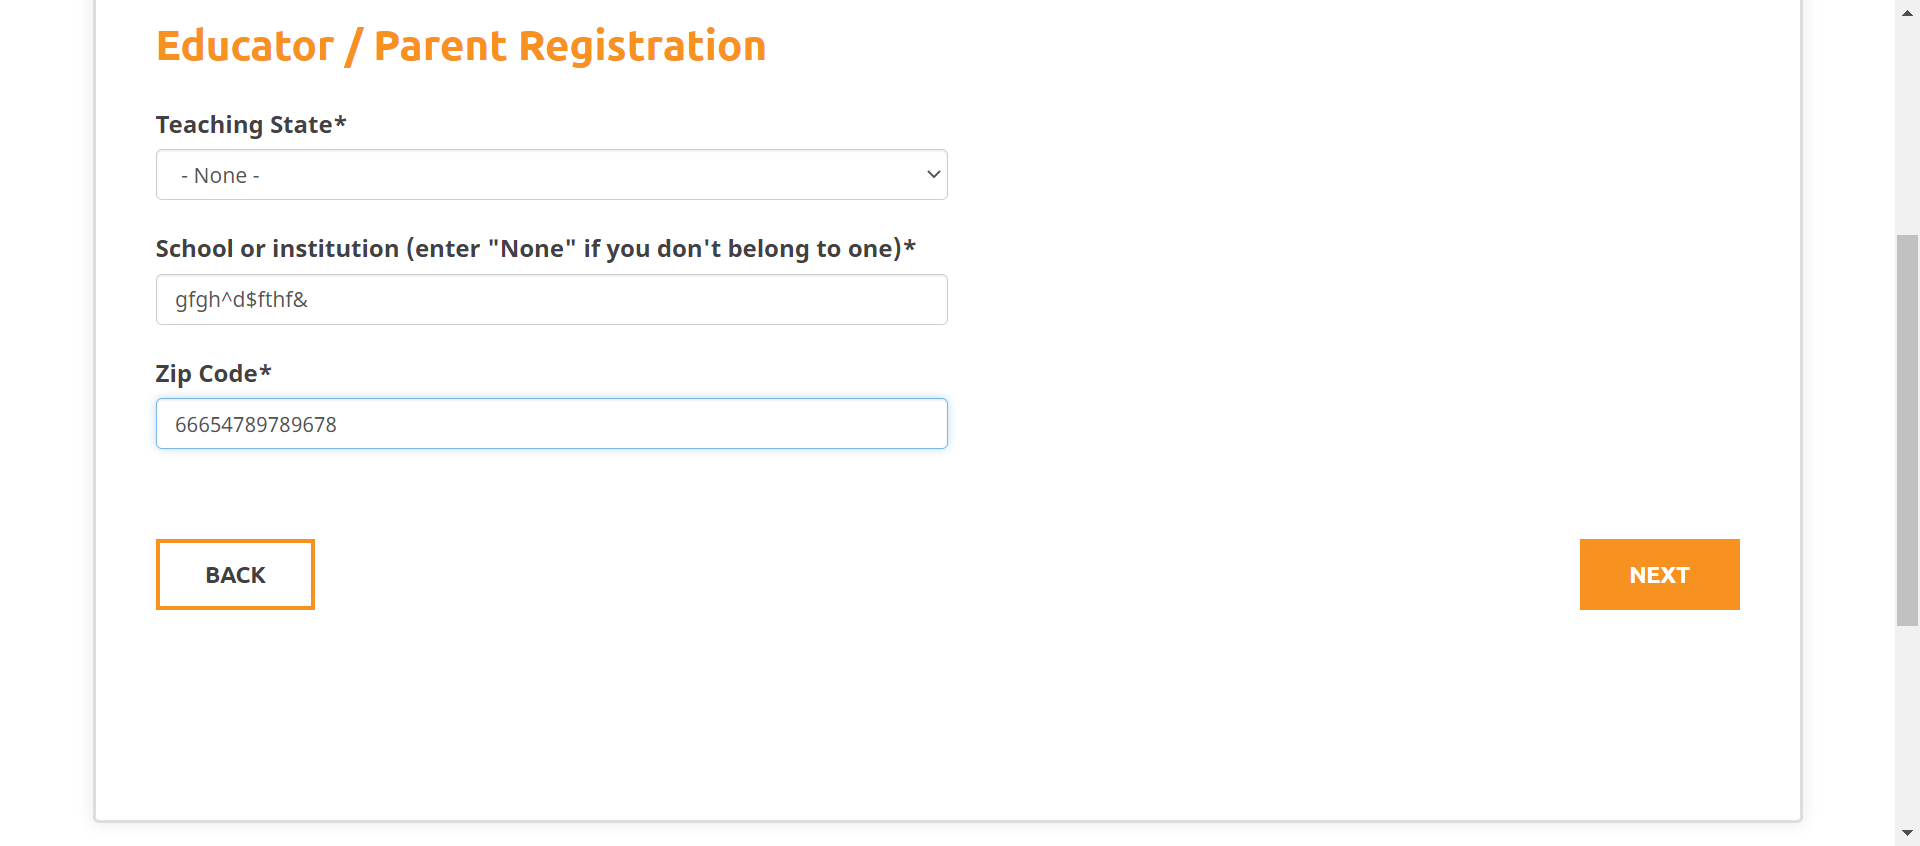 Educator / Parent Registration
Teaching State*
- None -
School or institution (enter "None" if you don't belong to one)*
gfgh^d$fthf&
Zip Code*
66654789789678
BACK
NEXT